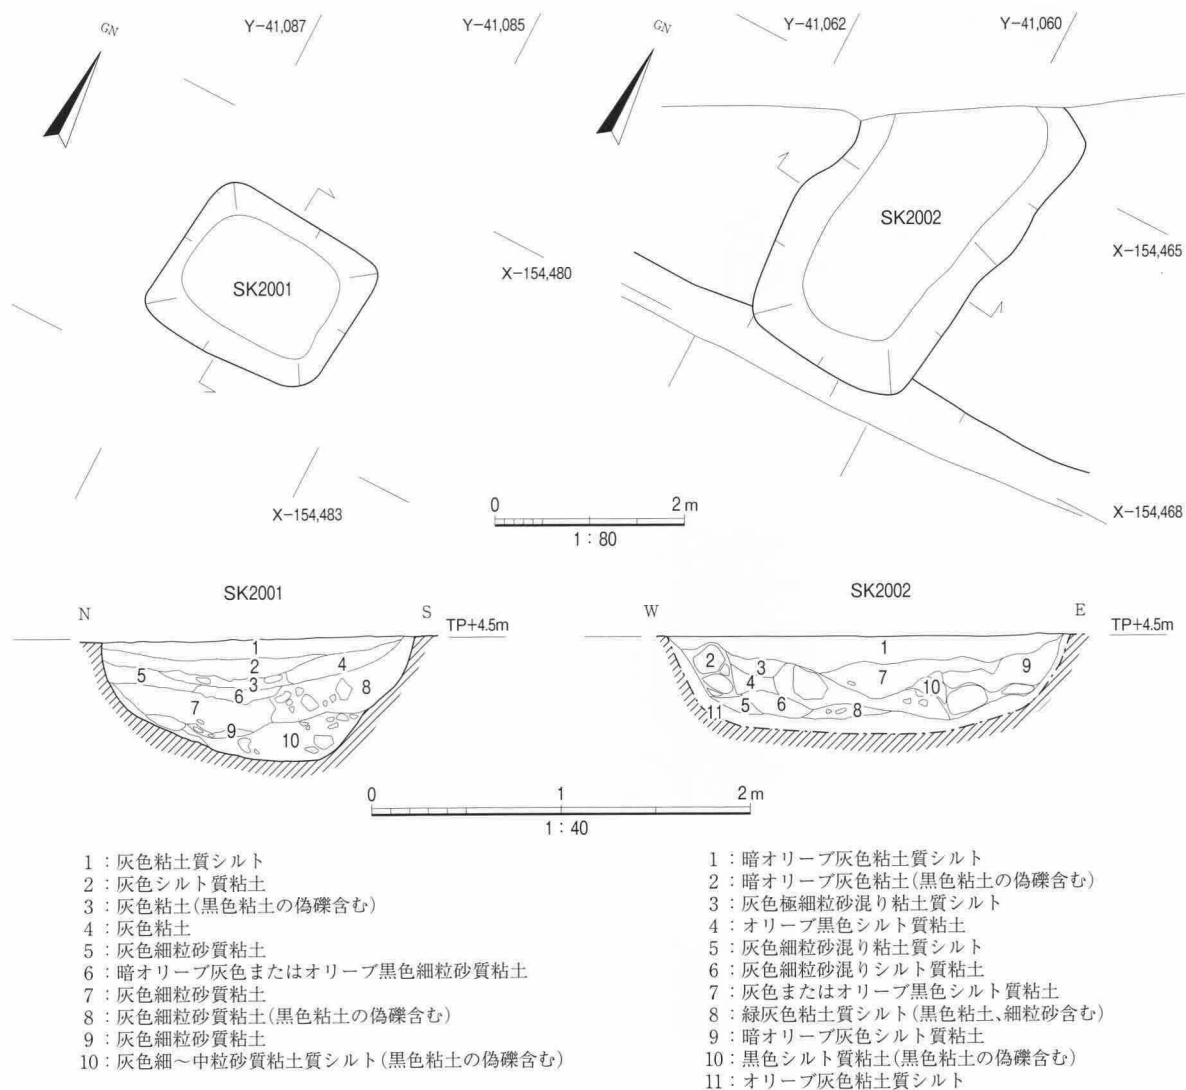 GN
Y-41,087
Y-41,085
SK2001
X-154,480
X-154,483
GN
Y-41,062
Y-41,060
SK2002
X-154,465
X-154,468
0 2m
1:80
SK2001
N S
TP+4.5m
1
2
3
4
5
6
7
8
9
10
SK2002
W E
TP+4.5m
1
2
3
4
5
6
7
8
9
10
11
0 1 2m
1:40
1:灰色粘土質シルト
2:灰色シルト質粘土
3:灰色粘土(黒色粘土の偽礫含む)
4:灰色粘土
5:灰色細粒砂質粘土
6:暗オリーブ灰色またはオリーブ黒色細粒砂質粘土
7:灰色細粒砂質粘土
8:灰色細粒砂質粘土(黒色粘土の偽礫含む)
9:灰色細粒砂質粘土
10:灰色細~中粒砂質粘土質シルト(黒色粘土の偽礫含む)
1:暗オリーブ灰色粘土質シルト
2:暗オリーブ灰色粘土(黒色粘土の偽礫含む)
3:灰色極細粒砂混り粘土質シルト
4:オリーブ黒色シルト質粘土
5:灰色細粒砂混り粘土質シルト
6:灰色細粒砂混りシルト質粘土
7:灰色またはオリーブ黒色シルト質粘土
8:緑灰色粘土質シルト(黒色粘土、細粒砂含む)
9:暗オリーブ灰色シルト質粘土
10:黒色シルト質粘土(黒色粘土の偽礫含む)
11:オリーブ灰色粘土質シルト